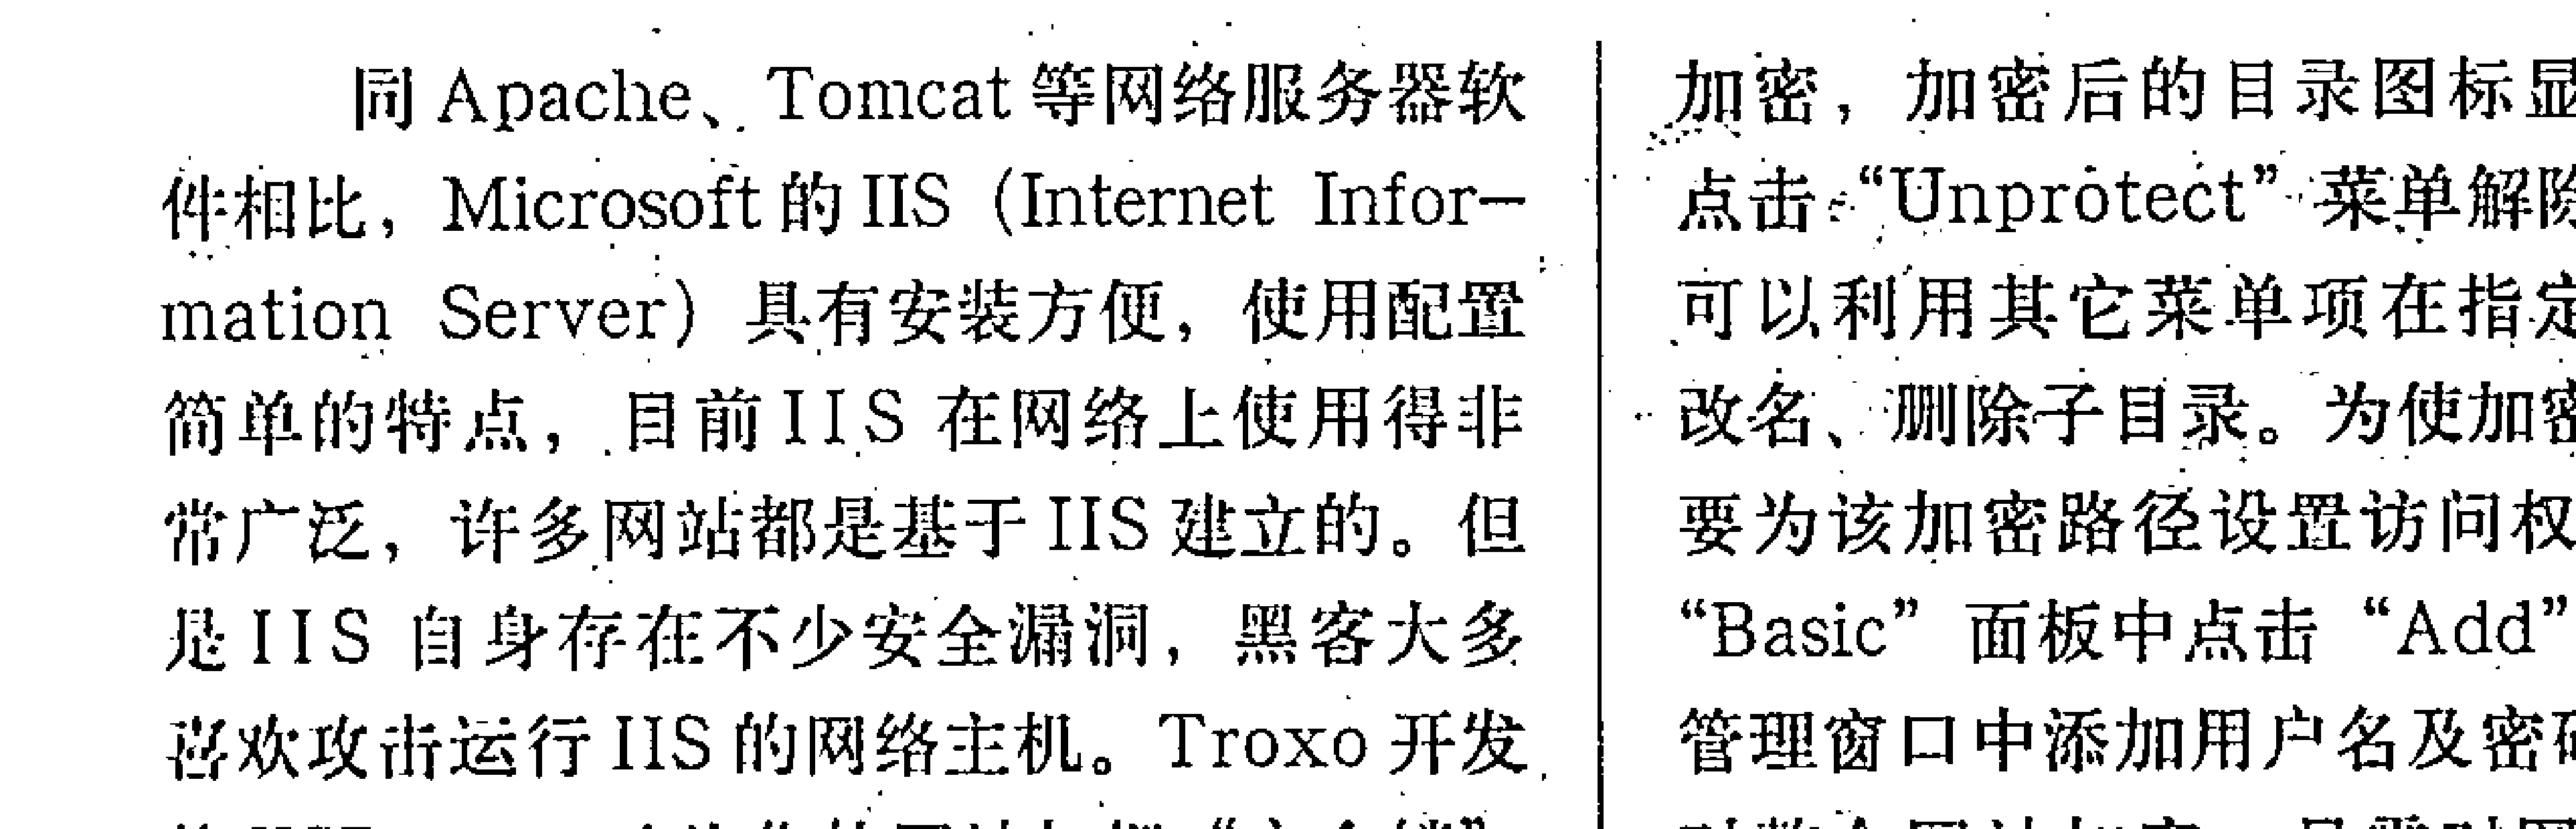 同 Apache、Tomcat 等网络服务器软
件相比，Microsoft 的 IIS（Internet Infor-
mation Server）具有安装方便，使用配置
简单的特点，目前 IIS 在网络上使用得非
常广泛，许多网站都是基于 IIS 建立的。但
是 IIS 自身存在不少安全漏洞，黑客大多
喜欢攻击运行 IIS 的网络主机。Troxo 开发
加密，加密后的目录图标显
点击“Unprotect”菜单解除
可以利用其它菜单项在指定
改名、删除子目录。为使加密
要为该加密路径设置访问权
“Basic”面板中点击“Add”
管理窗口中添加用户名及密码